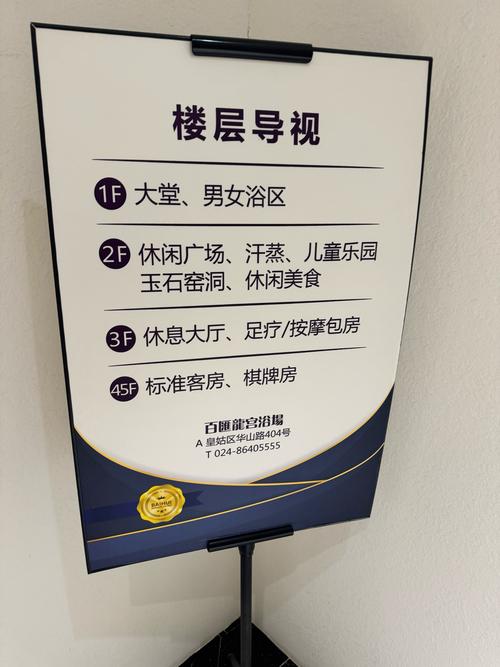 楼层导视
1F 大堂、男女浴区
2F 休闲广场、汗蒸、儿童乐园
玉石窑洞、休闲美食
3F 休息大厅、足疗/按摩包房
45F 标准客房、棋牌房
百匯龍宫浴場
A 皇姑区华山路404号
T 024-86405555
BAIHUI